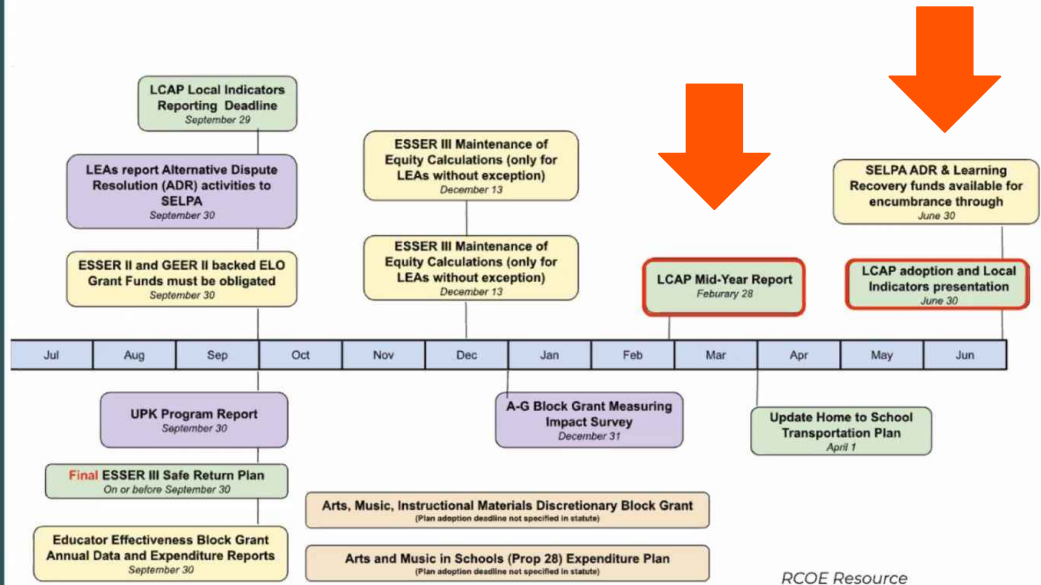 LCAP Local Indicators
Reporting Deadline
September 29
LEAs report Alternative Dispute
Resolution (ADR) activities to
SELPA
September 30
ESSER II and GEER II backed ELO
Grant Funds must be obligated
September 30
ESSER III Maintenance of
Equity Calculations (only for
LEAs without exception)
December 13
ESSER III Maintenance of
Equity Calculations (only for
LEAs without exception)
December 13
LCAP Mid-Year Report
Feburary 28
SELPA ADR & Learning
Recovery funds available for
encumbrance through
June 30
LCAP adoption and Local
Indicators presentation
June 30
Jul Aug Sep Oct Nov Dec Jan Feb Mar Apr May Jun
UPK Program Report
September 30
Final ESSER III Safe Return Plan
On or before September 30
Educator Effectiveness Block Grant
Annual Data and Expenditure Reports
September 30
A-G Block Grant Measuring
Impact Survey
December 31
Update Home to School
Transportation Plan
April 1
Arts, Music, Instructional Materials Discretionary Block Grant
(Plan adoption deadline not specified in statute)
Arts and Music in Schools (Prop 28) Expenditure Plan
(Plan adoption deadline not specified in statute)
RCOE Resource